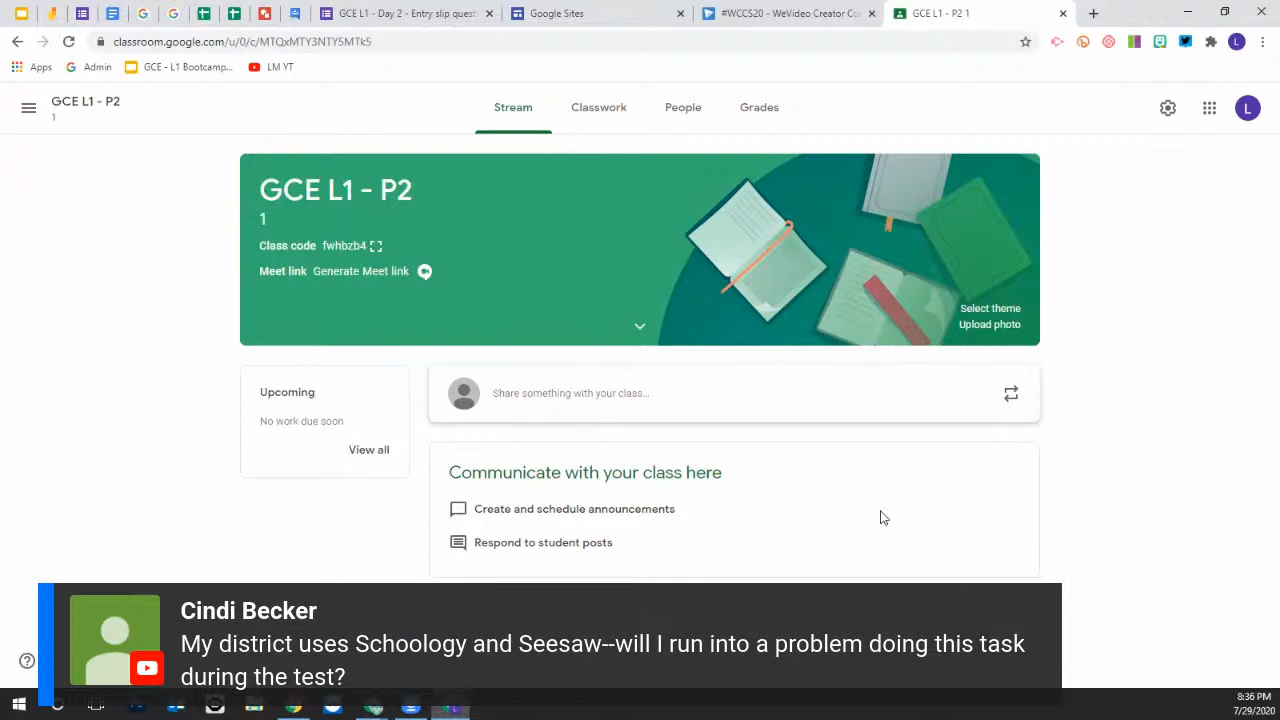 GCE L1 - Day 2 - Entry slip quest
Google Sites
#WCCS20 - WeVideo Creator Co
GCE L1 - P2 1
classroom.google.com/u/0/c/MTQxMTY3NTY5MTk5
L
Apps
Admin
GCE - L1 Bootcamp...
LM YT
GCE L1 - P2
1
Stream
Classwork
People
Grades
L
GCE L1 - P2
1
Class code fwhbzb4
Meet link Generate Meet link
Select theme
Upload photo
Upcoming
No work due soon
View all
Share something with your class...
Communicate with your class here
Create and schedule announcements
Respond to student posts
Cindi Becker
My district uses Schoology and Seesaw--will I run into a problem doing this task
during the test?
8:36 PM
7/29/2020